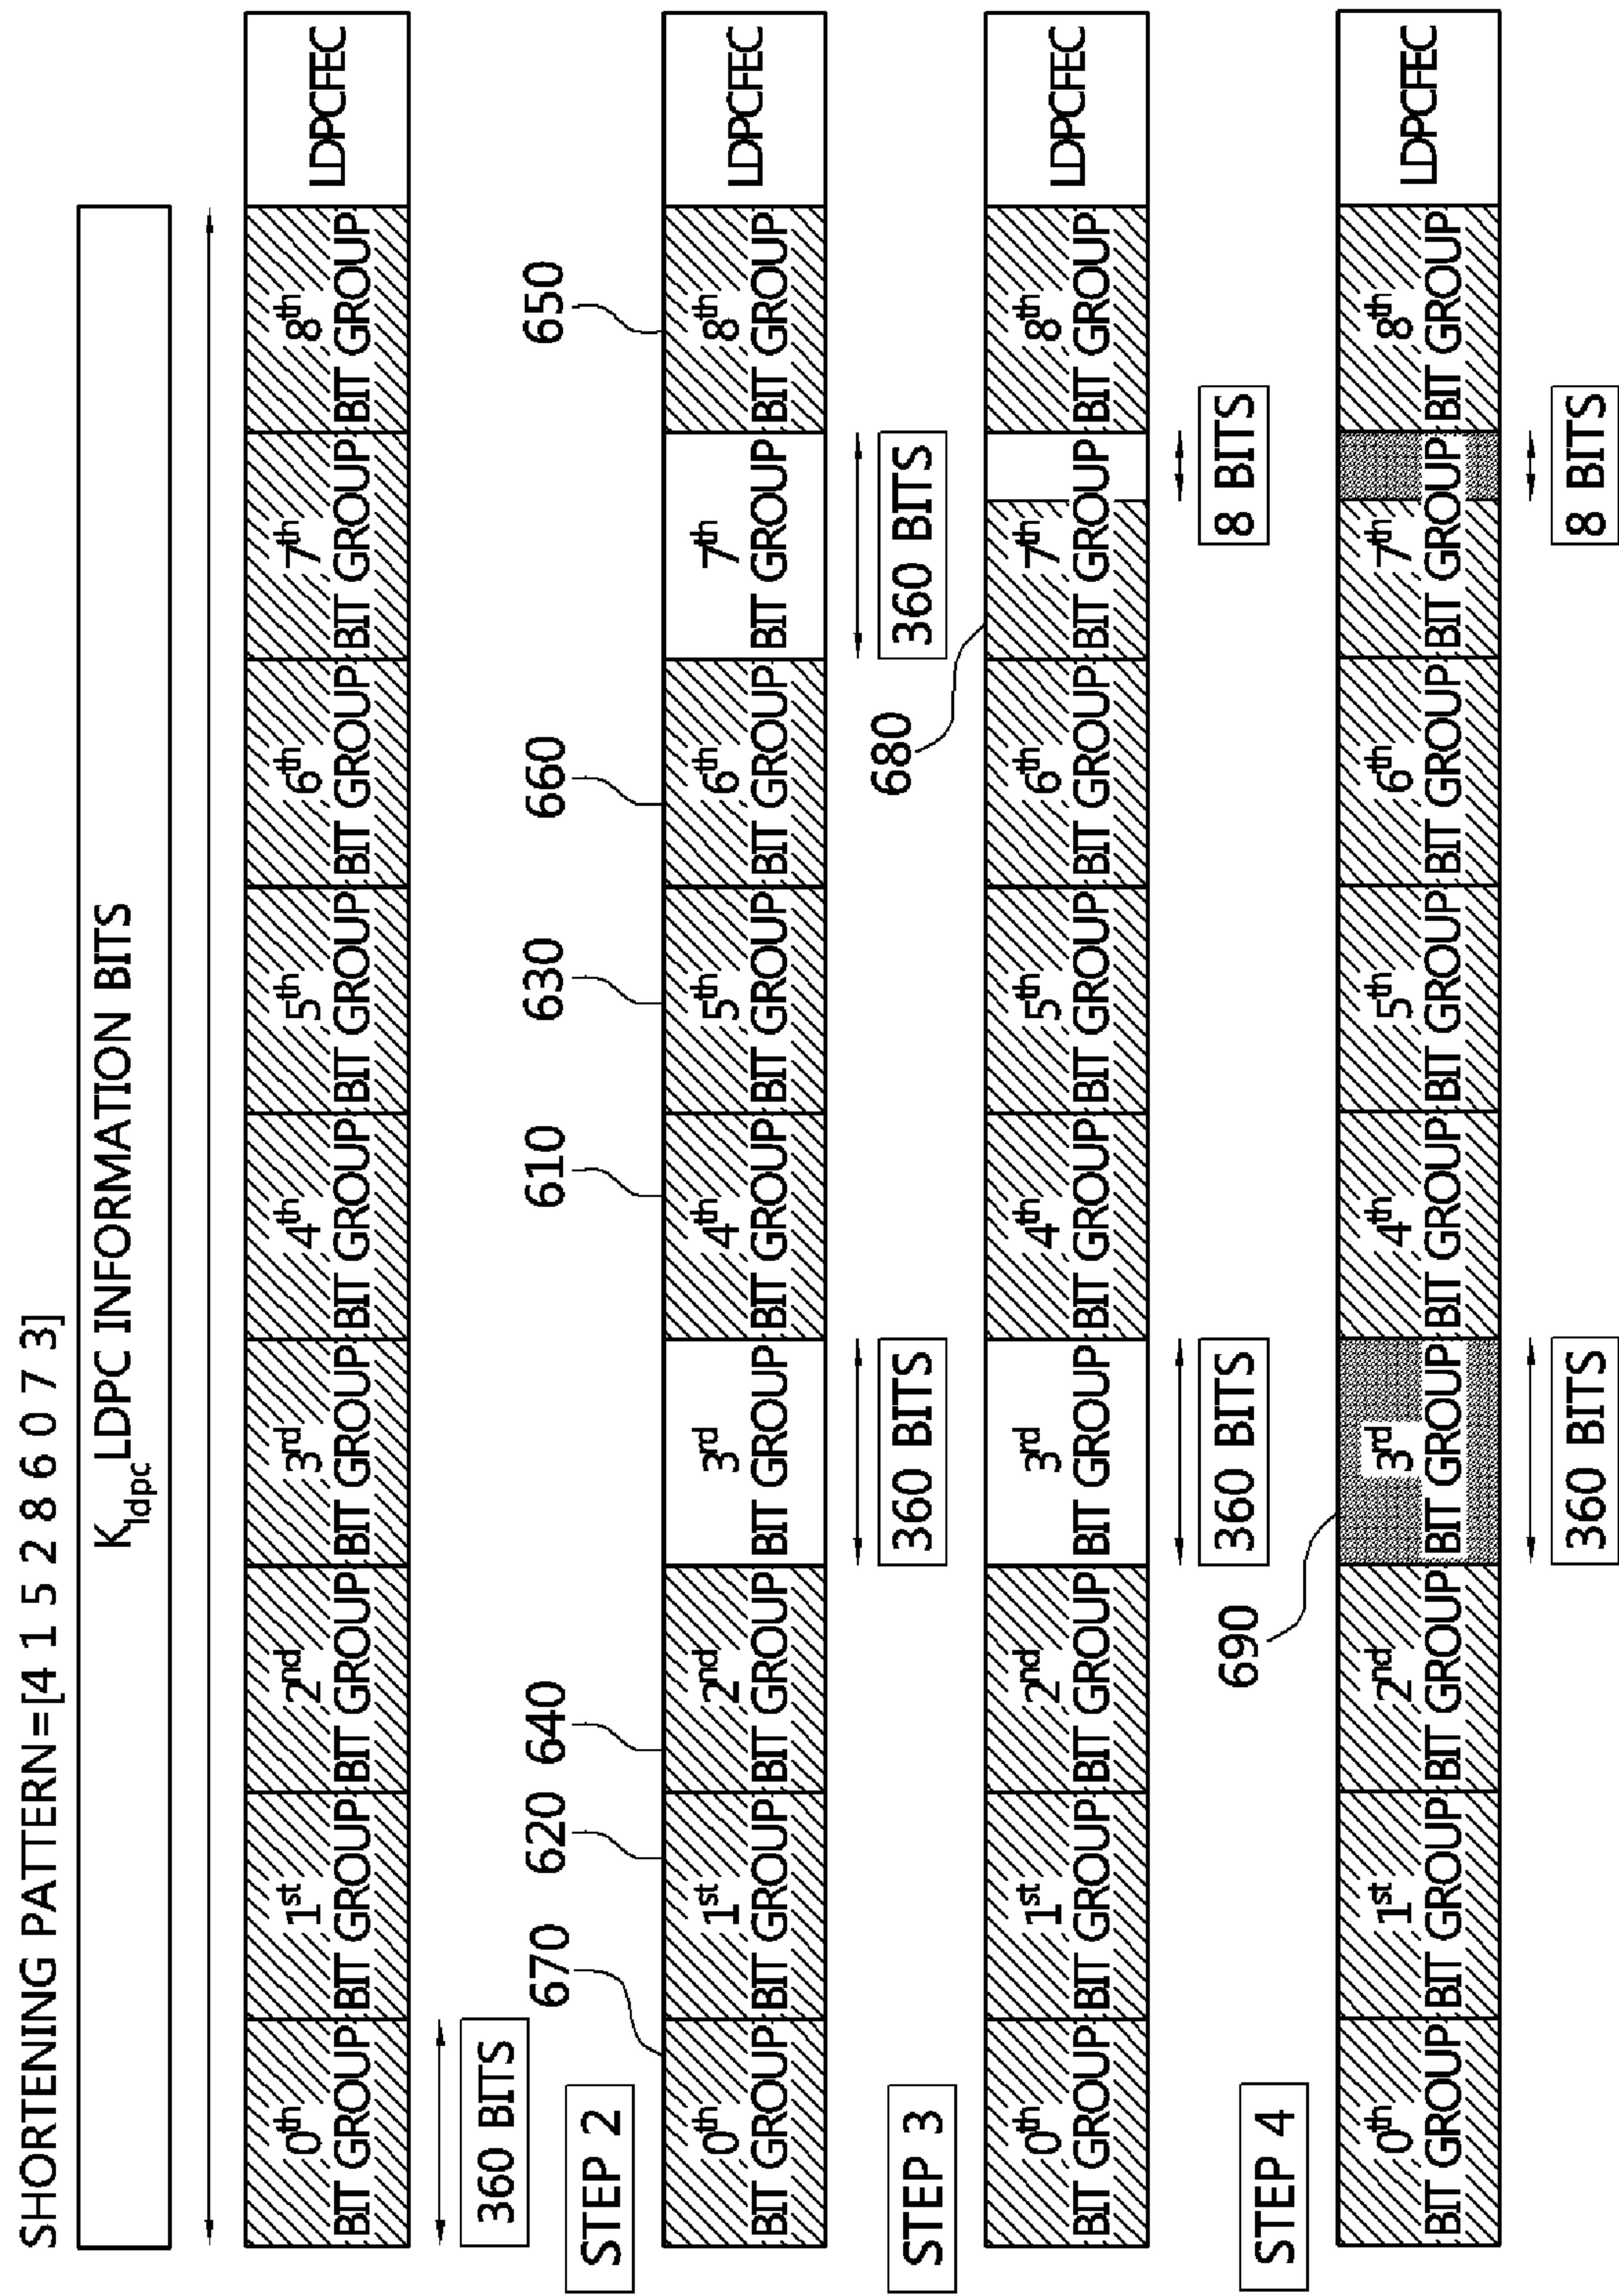 SHORTENING PATTERN=[4 1 5 2 8 6 0 7 3]
Kldpc LDPC INFORMATION BITS
0th BIT GROUP
1st BIT GROUP
2nd BIT GROUP
3rd BIT GROUP
4th BIT GROUP
5th BIT GROUP
6th BIT GROUP
7th BIT GROUP
8th BIT GROUP
LDPCFEC
360 BITS
STEP 2
670
620
640
610
630
660
650
0th BIT GROUP
1st BIT GROUP
2nd BIT GROUP
3rd BIT GROUP
4th BIT GROUP
5th BIT GROUP
6th BIT GROUP
7th BIT GROUP
8th BIT GROUP
LDPCFEC
360 BITS
360 BITS
STEP 3
680
0th BIT GROUP
1st BIT GROUP
2nd BIT GROUP
3rd BIT GROUP
4th BIT GROUP
5th BIT GROUP
6th BIT GROUP
7th BIT GROUP
8th BIT GROUP
LDPCFEC
360 BITS
8 BITS
STEP 4
690
0th BIT GROUP
1st BIT GROUP
2nd BIT GROUP
3rd BIT GROUP
4th BIT GROUP
5th BIT GROUP
6th BIT GROUP
7th BIT GROUP
8th BIT GROUP
LDPCFEC
360 BITS
8 BITS